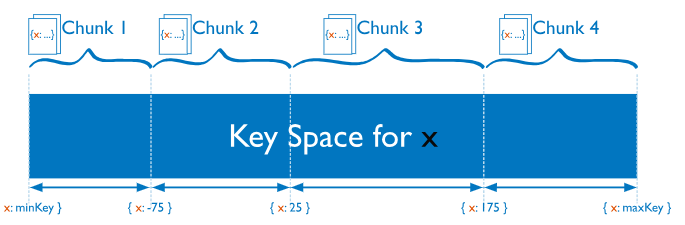 {x: ...} Chunk 1 {x: ...} Chunk 2 {x: ...} Chunk 3 {x: ...} Chunk 4
Key Space for x
x: minKey } { x: -75 } { x: 25 } { x: 175 } { x: maxKey }